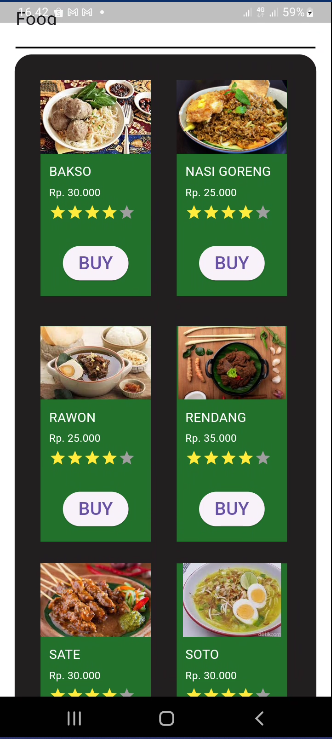 16.42
4G
59%
Food
BAKSO
Rp. 30.000
BUY
NASI GORENG
Rp. 25.000
BUY
RAWON
Rp. 25.000
BUY
RENDANG
Rp. 35.000
BUY
SATE
Rp. 30.000
SOTO
Rp. 30.000